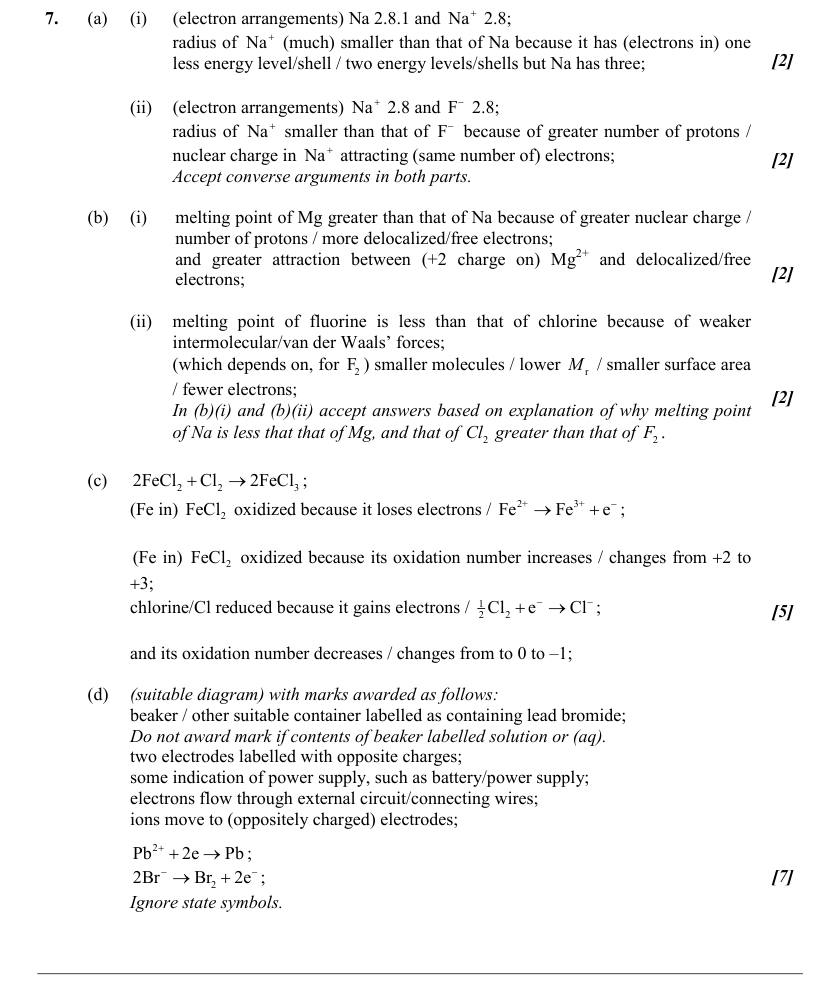 7. (a) (i) (electron arrangements) Na 2.8.1 and Na⁺ 2.8;
radius of Na⁺ (much) smaller than that of Na because it has (electrons in) one
less energy level/shell / two energy levels/shells but Na has three; [2]
(ii) (electron arrangements) Na⁺ 2.8 and F⁻ 2.8;
radius of Na⁺ smaller than that of F⁻ because of greater number of protons /
nuclear charge in Na⁺ attracting (same number of) electrons; [2]
Accept converse arguments in both parts.
(b) (i) melting point of Mg greater than that of Na because of greater nuclear charge /
number of protons / more delocalized/free electrons;
and greater attraction between (+2 charge on) Mg²⁺ and delocalized/free
electrons; [2]
(ii) melting point of fluorine is less than that of chlorine because of weaker
intermolecular/van der Waals' forces;
(which depends on, for F₂) smaller molecules / lower Mᵣ / smaller surface area
/ fewer electrons; [2]
In (b)(i) and (b)(ii) accept answers based on explanation of why melting point
of Na is less that that of Mg, and that of Cl₂ greater than that of F₂.
(c) 2FeCl₂ + Cl₂ → 2FeCl₃;
(Fe in) FeCl₂ oxidized because it loses electrons / Fe²⁺ → Fe³⁺ + e⁻;
(Fe in) FeCl₂ oxidized because its oxidation number increases / changes from +2 to
+3;
chlorine/Cl reduced because it gains electrons / ½Cl₂ + e⁻ → Cl⁻; [5]
and its oxidation number decreases / changes from to 0 to –1;
(d) (suitable diagram) with marks awarded as follows:
beaker / other suitable container labelled as containing lead bromide;
Do not award mark if contents of beaker labelled solution or (aq).
two electrodes labelled with opposite charges;
some indication of power supply, such as battery/power supply;
electrons flow through external circuit/connecting wires;
ions move to (oppositely charged) electrodes;
Pb²⁺ + 2e → Pb;
2Br⁻ → Br₂ + 2e⁻; [7]
Ignore state symbols.